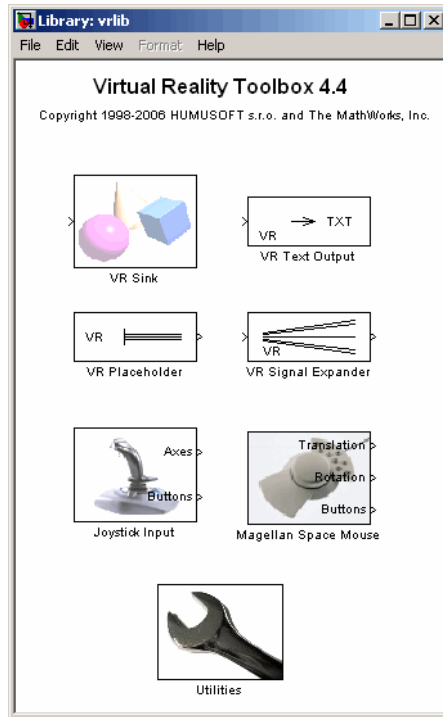 Library: vrlib
File Edit View Format Help
Virtual Reality Toolbox 4.4
Copyright 1998-2006 HUMUSOFT s.r.o. and The MathWorks, Inc.
VR Sink
TXT
VR
VR Text Output
VR
VR Placeholder
VR
VR Signal Expander
Axes
Buttons
Joystick Input
Translation
Rotation
Buttons
Magellan Space Mouse
Utilities